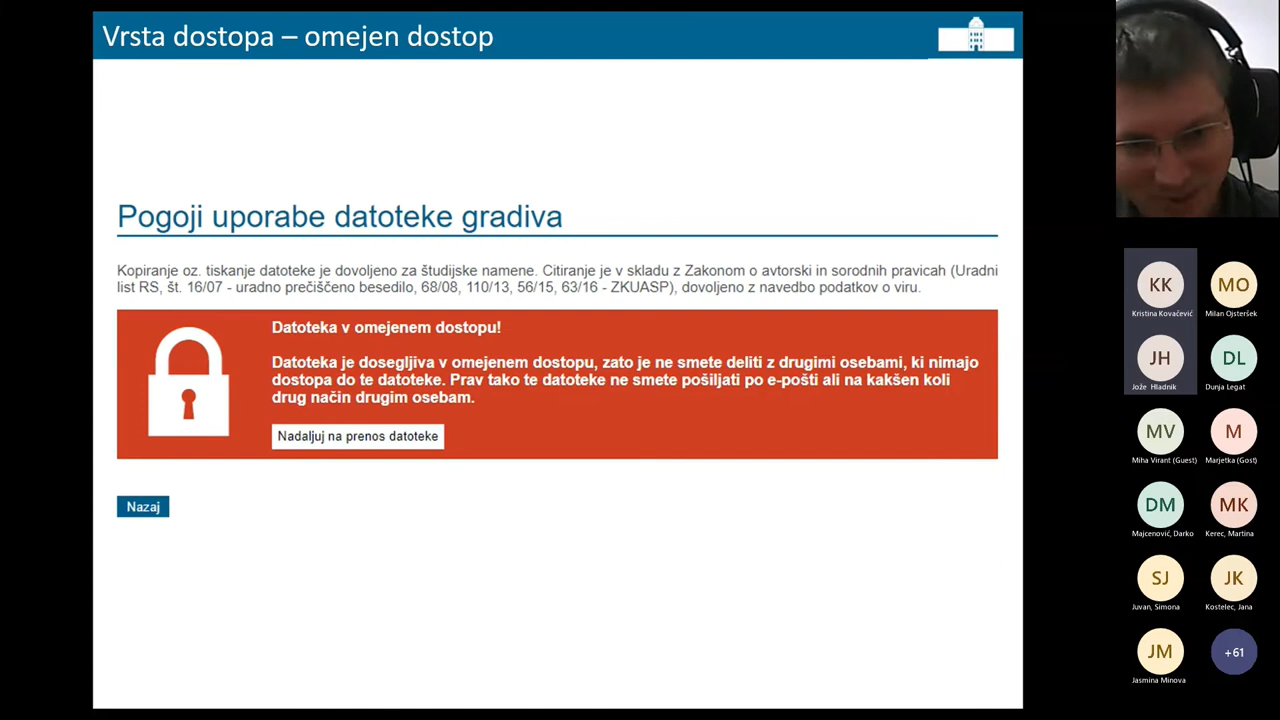 Vrsta dostopa – omejen dostop
Pogoji uporabe datoteke gradiva
Kopiranje oz. tiskanje datoteke je dovoljeno za študijske namene. Citiranje je v skladu z Zakonom o avtorski in sorodnih pravicah (Uradni
list RS, št. 16/07 - uradno prečiščeno besedilo, 68/08, 110/13, 56/15, 63/16 - ZKUASP), dovoljeno z navedbo podatkov o viru.
Datoteka v omejenem dostopu!
Datoteka je dosegljiva v omejenem dostopu, zato je ne smete deliti z drugimi osebami, ki nimajo
dostopa do te datoteke. Prav tako te datoteke ne smete pošiljati po e-pošti ali na kakšen koli
drug način drugim osebam.
Nadaljuj na prenos datoteke
Nazaj
KK
MO
Kristina Kovačević
Milan Ojsteršek
JH
DL
Jože Hladnik
Dunja Legat
MV
M
Miha Virant (Guest)
Marjetka (Gost)
DM
MK
Majcenović, Darko
Kerec, Martina
SJ
JK
Juvan, Simona
Kostelec, Jana
JM
+61
Jasmina Minova